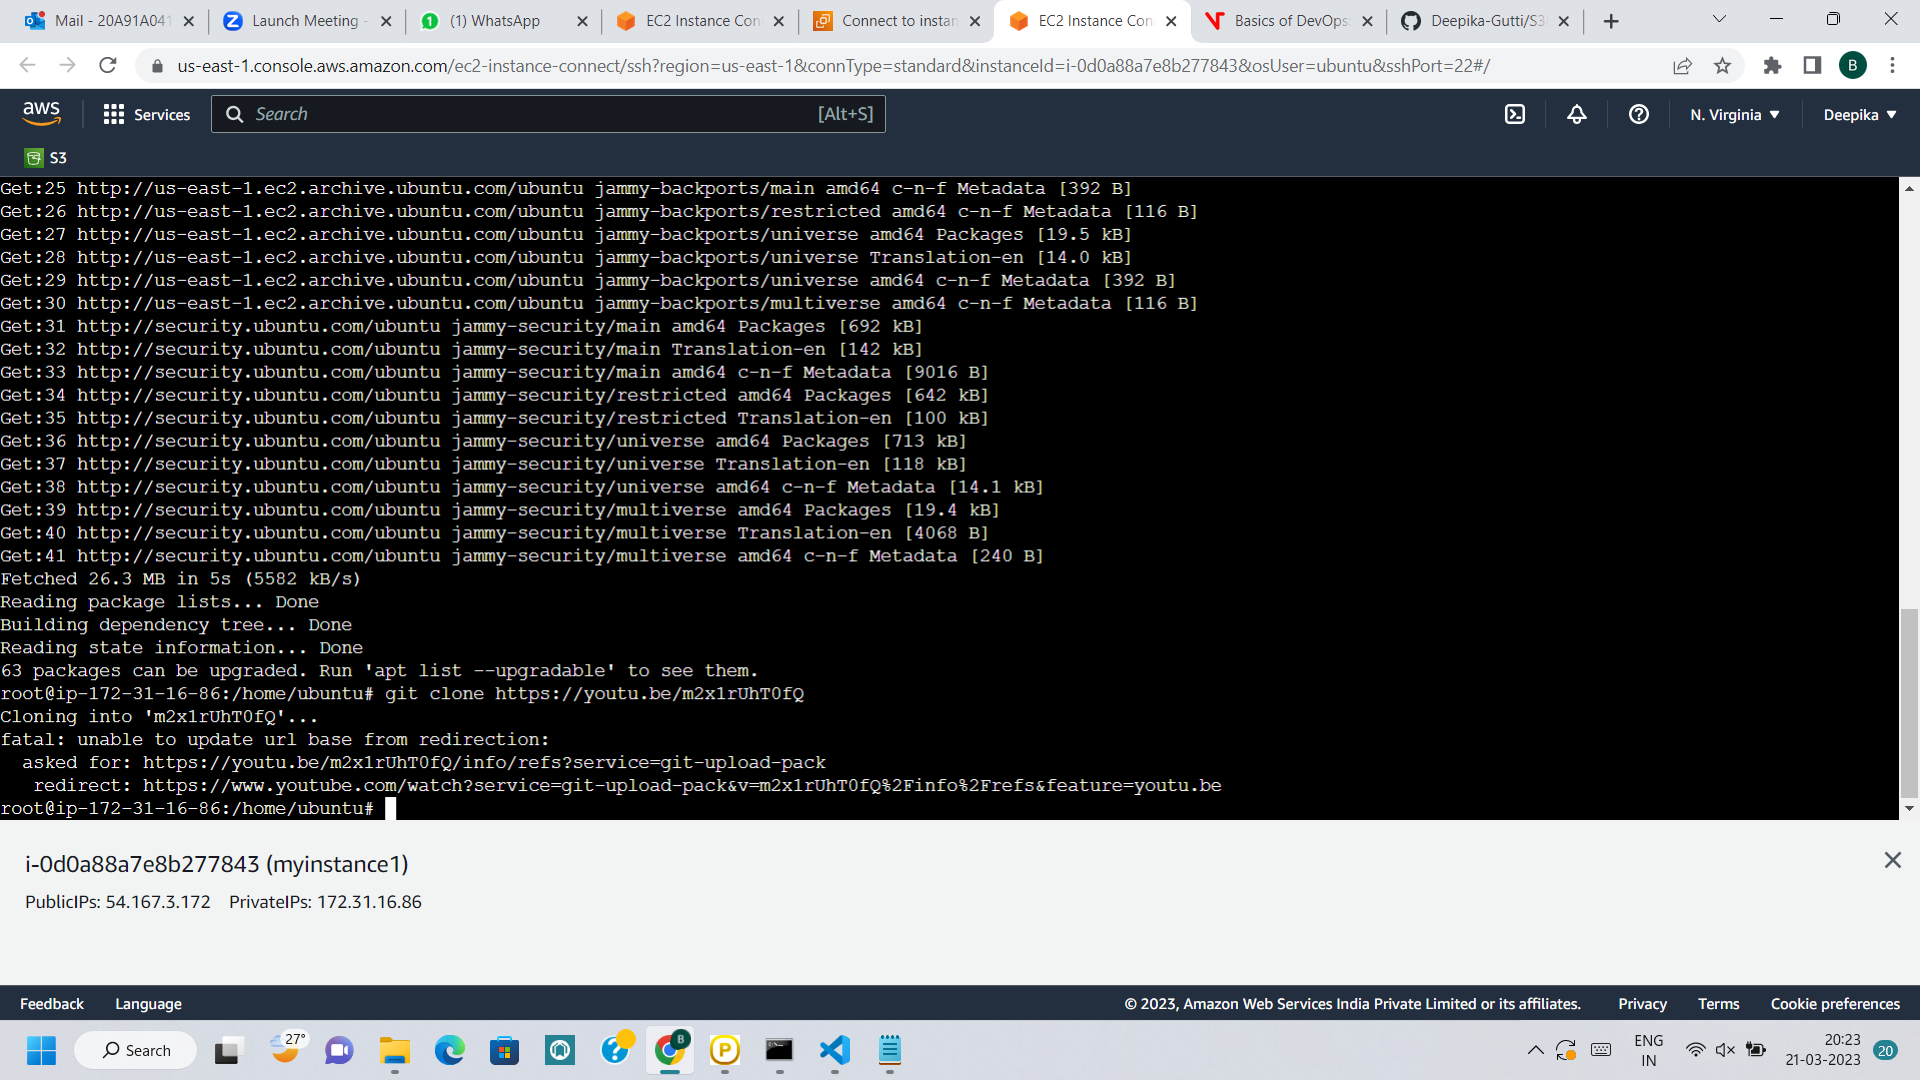 Mail - 20A91A041
Launch Meeting -
(1) WhatsApp
EC2 Instance Con
Connect to instan
EC2 Instance Con
Basics of DevOps
Deepika-Gutti/S3
us-east-1.console.aws.amazon.com/ec2-instance-connect/ssh?region=us-east-1&connType=standard&instanceId=i-0d0a88a7e8b277843&osUser=ubuntu&sshPort=22#/
B
aws
Services
Search
[Alt+S]
N. Virginia
Deepika
S3
Get:25 http://us-east-1.ec2.archive.ubuntu.com/ubuntu jammy-backports/main amd64 c-n-f Metadata [392 B]
Get:26 http://us-east-1.ec2.archive.ubuntu.com/ubuntu jammy-backports/restricted amd64 c-n-f Metadata [116 B]
Get:27 http://us-east-1.ec2.archive.ubuntu.com/ubuntu jammy-backports/universe amd64 Packages [19.5 kB]
Get:28 http://us-east-1.ec2.archive.ubuntu.com/ubuntu jammy-backports/universe Translation-en [14.0 kB]
Get:29 http://us-east-1.ec2.archive.ubuntu.com/ubuntu jammy-backports/universe amd64 c-n-f Metadata [392 B]
Get:30 http://us-east-1.ec2.archive.ubuntu.com/ubuntu jammy-backports/multiverse amd64 c-n-f Metadata [116 B]
Get:31 http://security.ubuntu.com/ubuntu jammy-security/main amd64 Packages [692 kB]
Get:32 http://security.ubuntu.com/ubuntu jammy-security/main Translation-en [142 kB]
Get:33 http://security.ubuntu.com/ubuntu jammy-security/main amd64 c-n-f Metadata [9016 B]
Get:34 http://security.ubuntu.com/ubuntu jammy-security/restricted amd64 Packages [642 kB]
Get:35 http://security.ubuntu.com/ubuntu jammy-security/restricted Translation-en [100 kB]
Get:36 http://security.ubuntu.com/ubuntu jammy-security/universe amd64 Packages [713 kB]
Get:37 http://security.ubuntu.com/ubuntu jammy-security/universe Translation-en [118 kB]
Get:38 http://security.ubuntu.com/ubuntu jammy-security/universe amd64 c-n-f Metadata [14.1 kB]
Get:39 http://security.ubuntu.com/ubuntu jammy-security/multiverse amd64 Packages [19.4 kB]
Get:40 http://security.ubuntu.com/ubuntu jammy-security/multiverse Translation-en [4068 B]
Get:41 http://security.ubuntu.com/ubuntu jammy-security/multiverse amd64 c-n-f Metadata [240 B]
Fetched 26.3 MB in 5s (5582 kB/s)
Reading package lists... Done
Building dependency tree... Done
Reading state information... Done
63 packages can be upgraded. Run 'apt list --upgradable' to see them.
root@ip-172-31-16-86:/home/ubuntu# git clone https://youtu.be/m2x1rUhT0fQ
Cloning into 'm2x1rUhT0fQ'...
fatal: unable to update url base from redirection:
  asked for: https://youtu.be/m2x1rUhT0fQ/info/refs?service=git-upload-pack
   redirect: https://www.youtube.com/watch?service=git-upload-pack&v=m2x1rUhT0fQ%2Finfo%2Frefs&feature=youtu.be
root@ip-172-31-16-86:/home/ubuntu#
i-0d0a88a7e8b277843 (myinstance1)
PublicIPs: 54.167.3.172 PrivateIPs: 172.31.16.86
Feedback Language © 2023, Amazon Web Services India Private Limited or its affiliates. Privacy Terms Cookie preferences
Search
27°
B
P
ENG
IN
20:23
21-03-2023
20